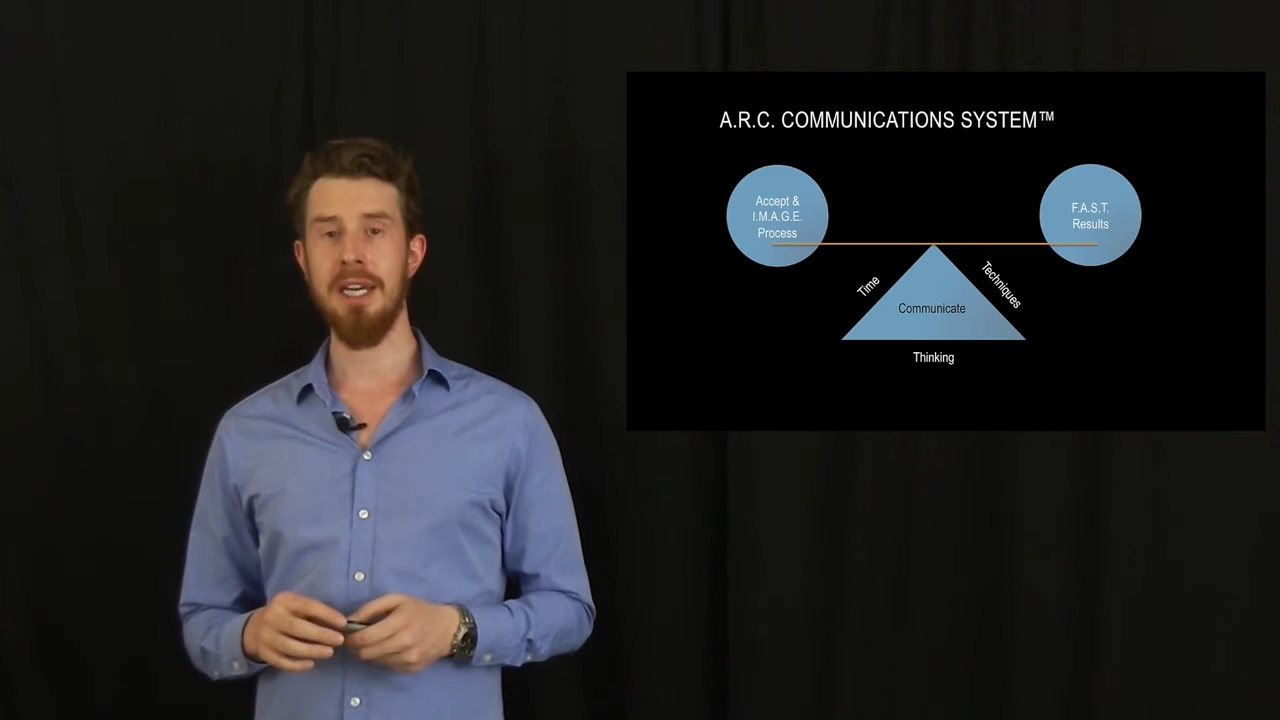 A.R.C. COMMUNICATIONS SYSTEM™
Accept &
I.M.A.G.E.
Process
F.A.S.T.
Results
Time
Techniques
Communicate
Thinking